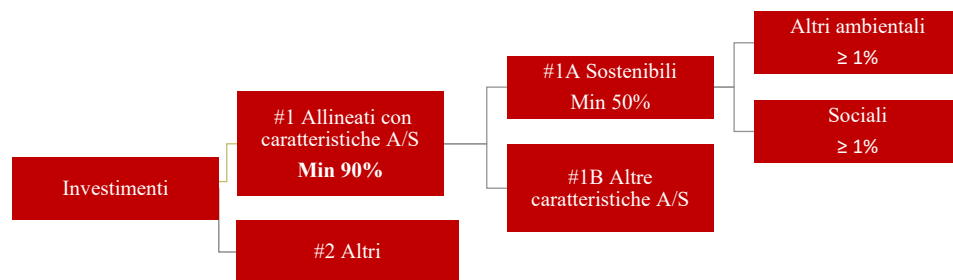 Investimenti
#1 Allineati con
caratteristiche A/S
Min 90%
#2 Altri
#1A Sostenibili
Min 50%
#1B Altre
caratteristiche A/S
Altri ambientali
≥ 1%
Sociali
≥ 1%